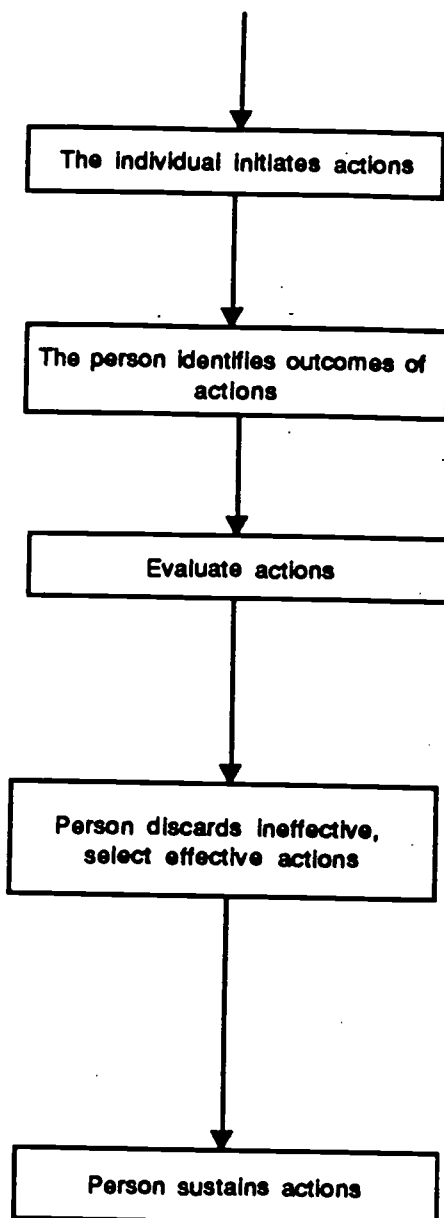 The individual initiates actions
The person identifies outcomes of
actions
Evaluate actions
Person discards ineffective,
select effective actions
Person sustains actions